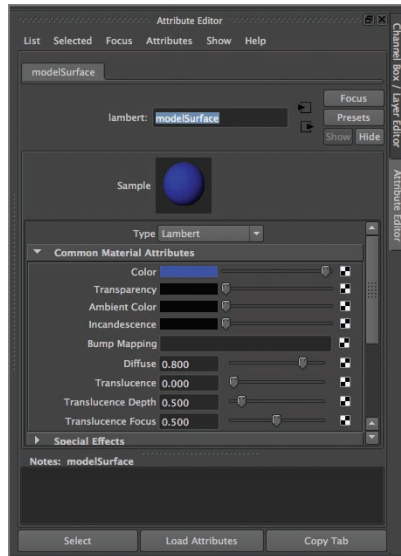 Attribute Editor
List Selected Focus Attributes Show Help
modelSurface
lambert: modelSurface
Focus
Presets
Show Hide
Sample
Type Lambert
Common Material Attributes
Color
Transparency
Ambient Color
Incandescence
Bump Mapping
Diffuse 0.800
Translucence 0.000
Translucence Depth 0.500
Translucence Focus 0.500
Special Effects
Notes: modelSurface
Select Load Attributes Copy Tab
Channel Box / Layer Editor
Attribute Editor